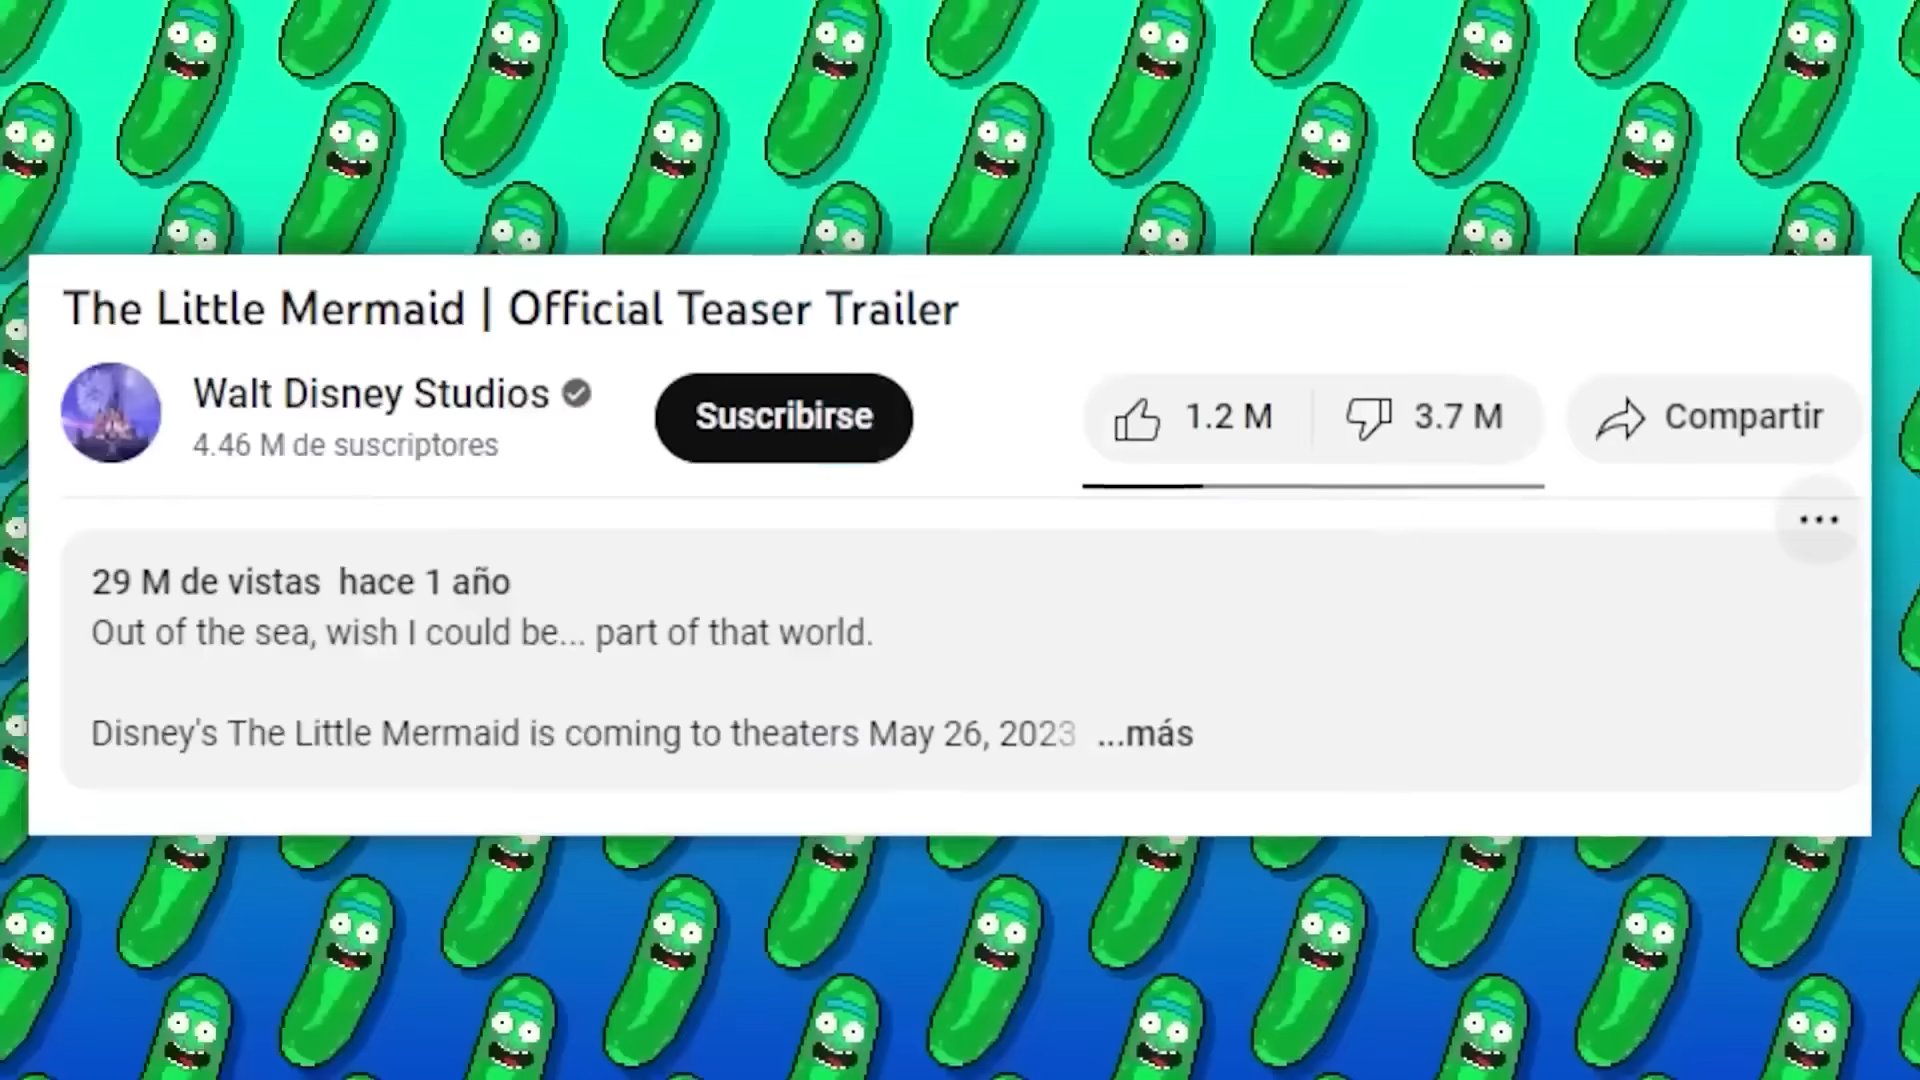 The Little Mermaid | Official Teaser Trailer
Walt Disney Studios
4.46 M de suscriptores
Suscribirse
1.2 M
3.7 M
Compartir
29 M de vistas hace 1 año
Out of the sea, wish I could be... part of that world.
Disney's The Little Mermaid is coming to theaters May 26, 2023 ...más